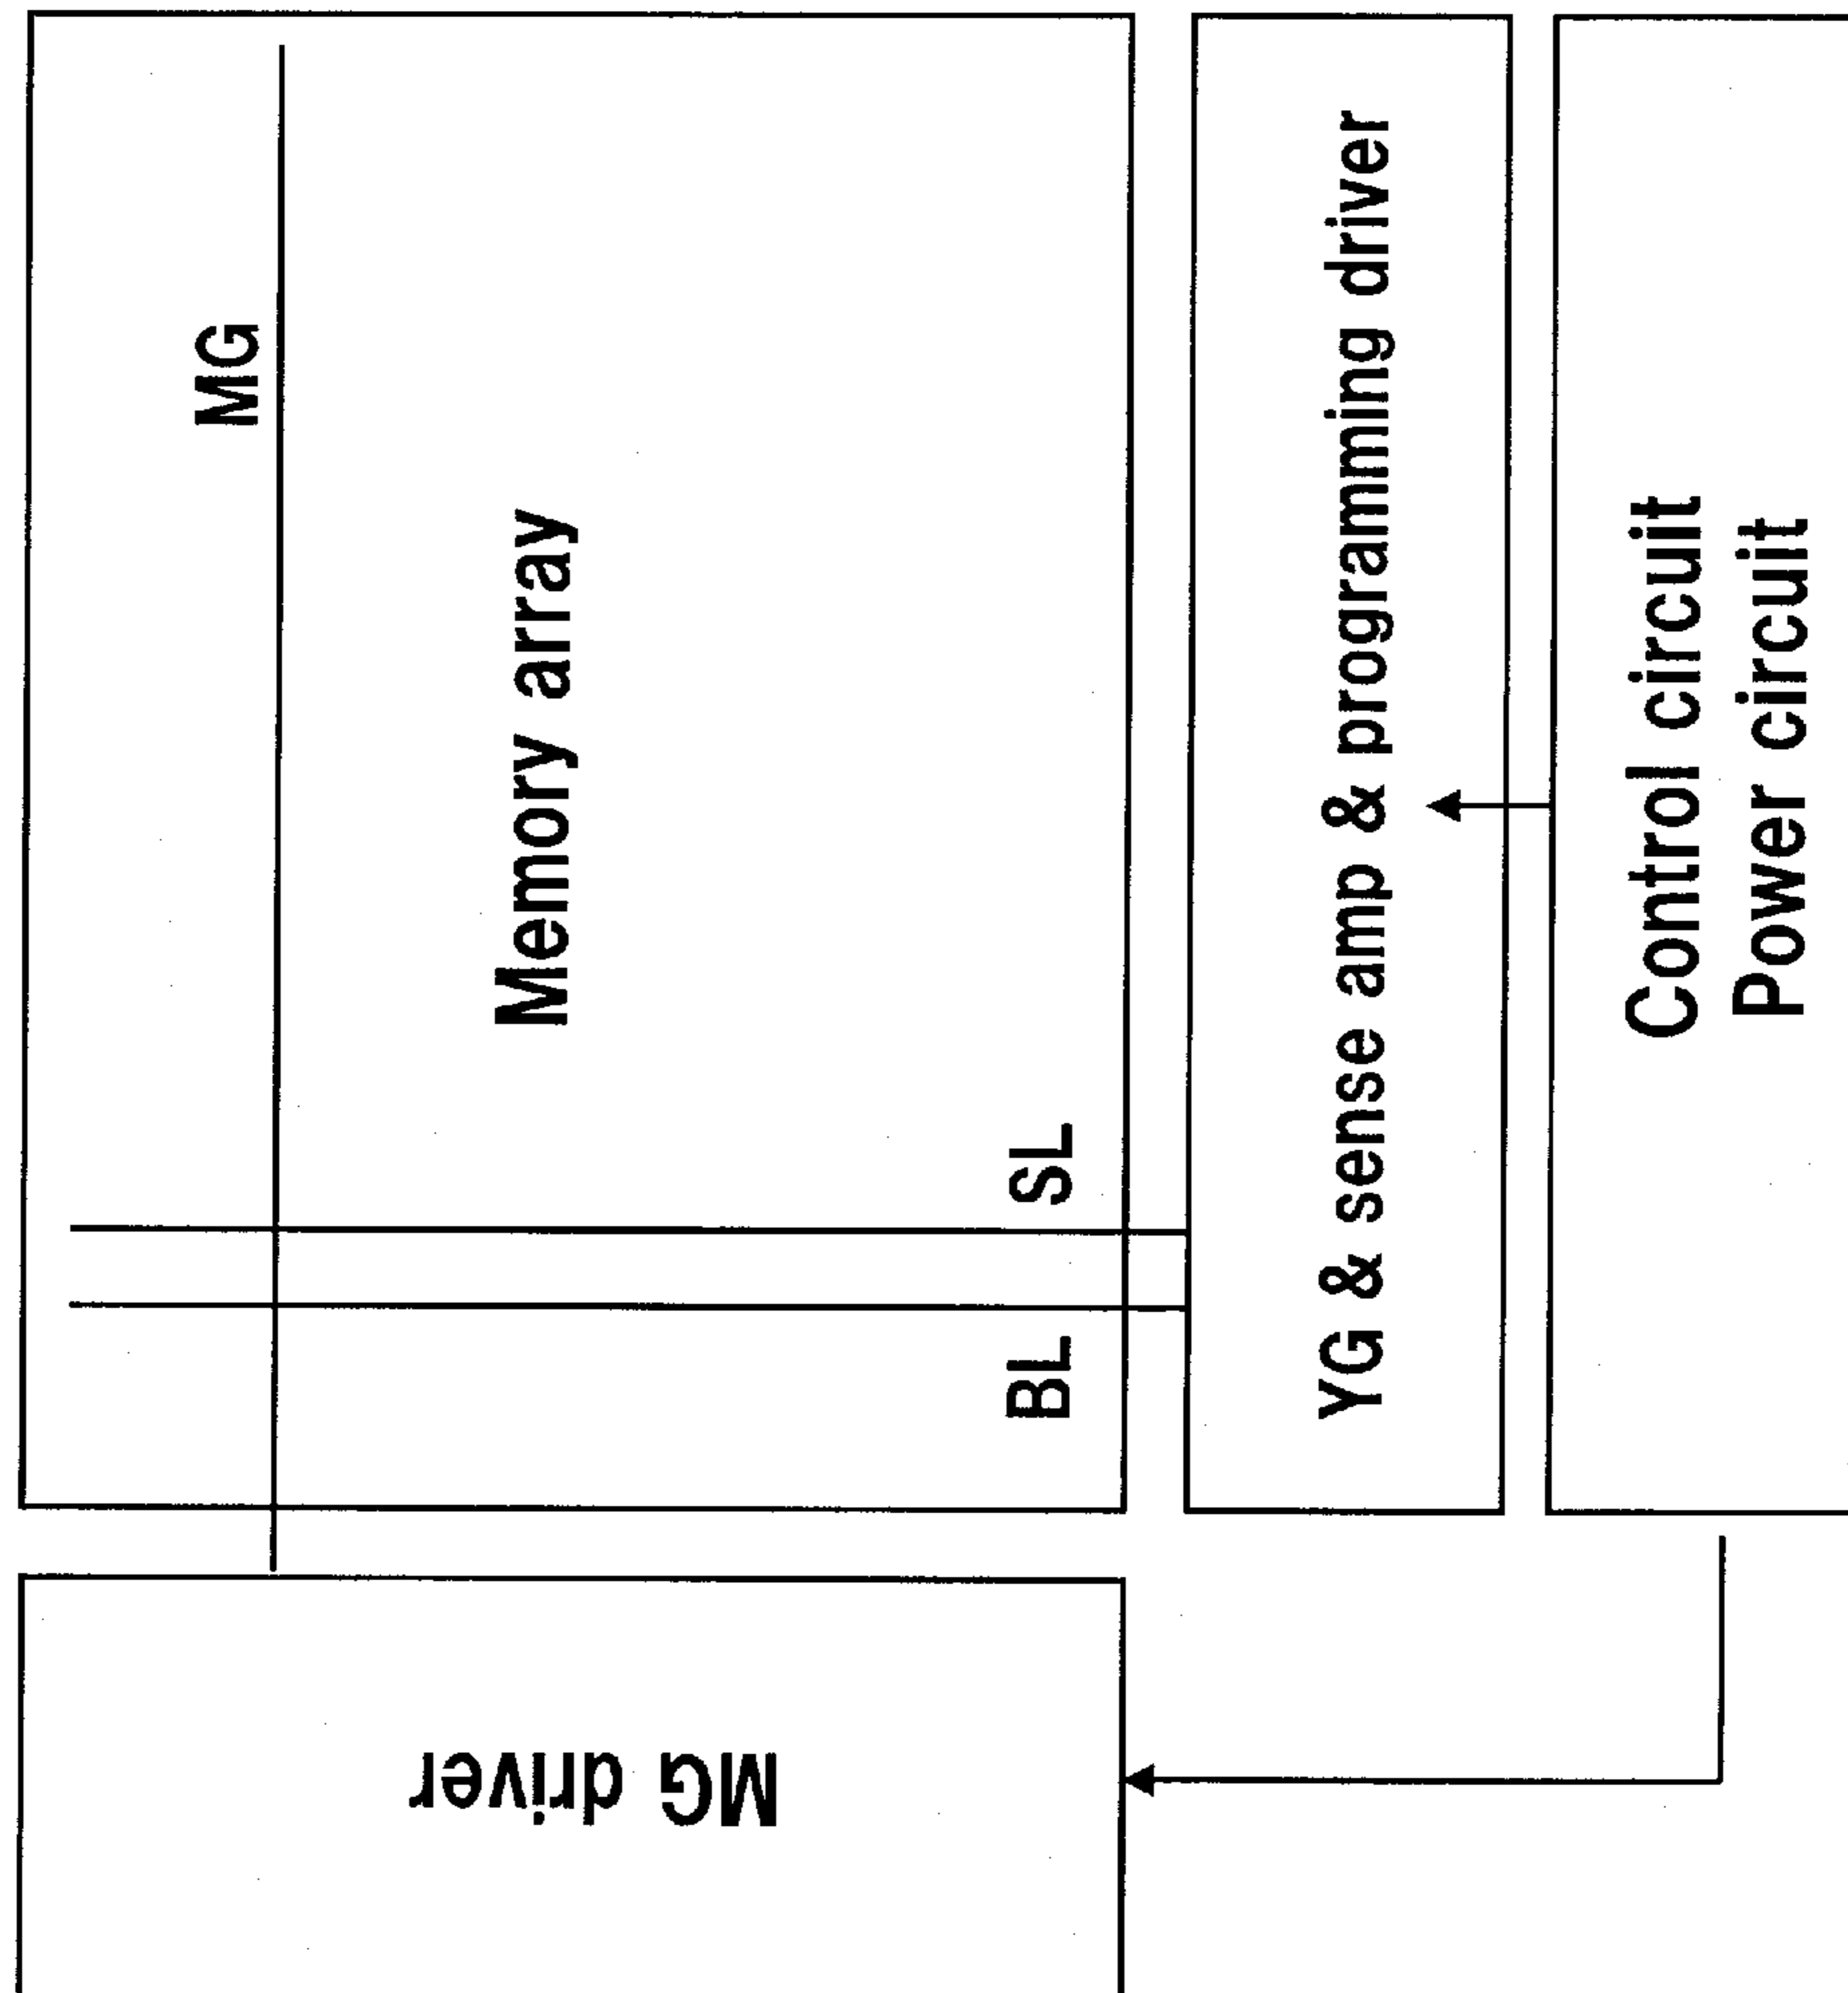 MG
Memory array
SL
BL
YG & sense amp & programming driver
Control circuit
Power circuit
MG driver